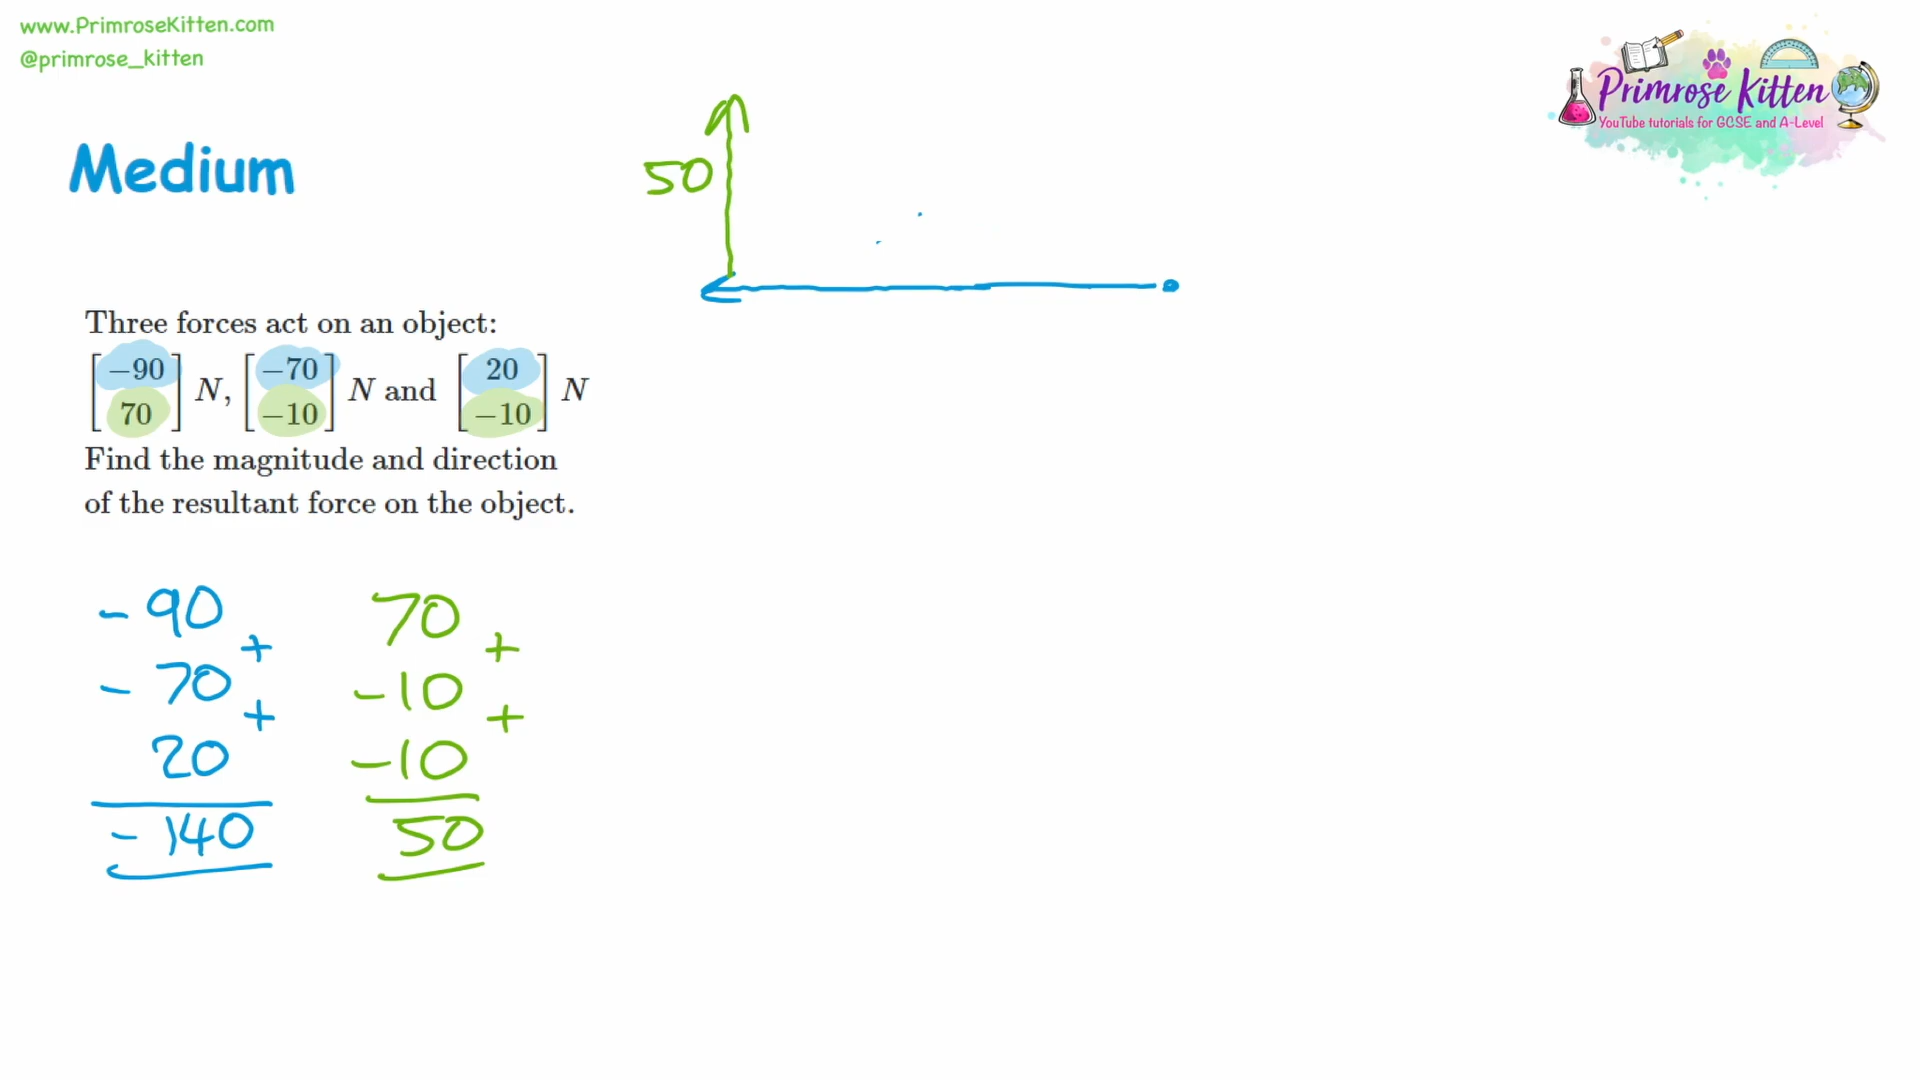 www.PrimroseKitten.com
@primrose_kitten
Primrose Kitten
YouTube tutorials for GCSE and A-Level
Medium
50
Three forces act on an object:
[−90 70] N, [−70 −10] N and [20 −10] N
Find the magnitude and direction
of the resultant force on the object.
-90 +
-70 +
20
-140
70 +
-10 +
-10
50